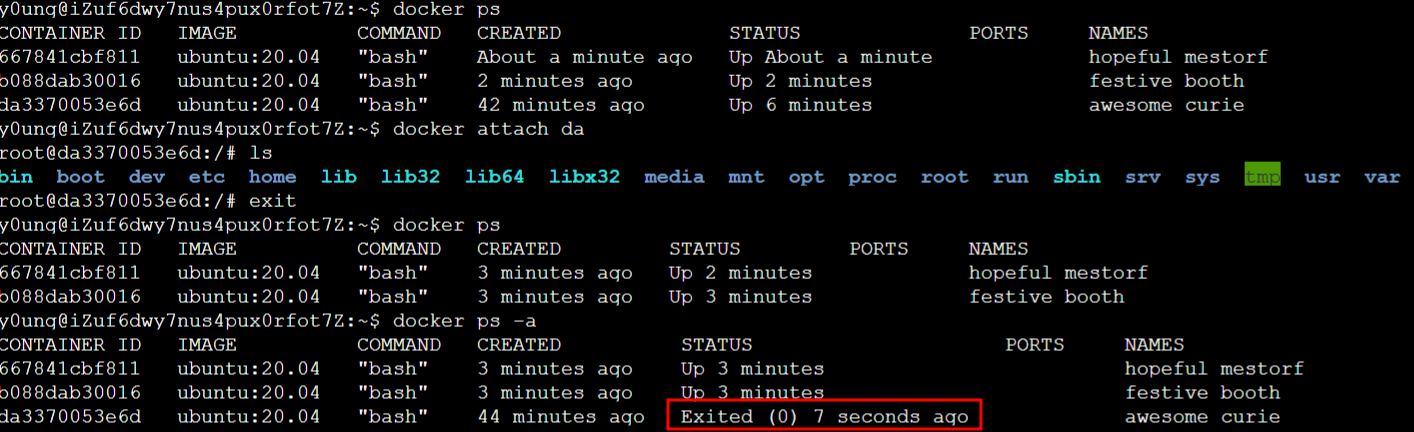 y0ung@iZuf6dwy7nus4pux0rfot7Z:~$ docker ps
CONTAINER ID   IMAGE          COMMAND   CREATED              STATUS              PORTS     NAMES
667841cbf811   ubuntu:20.04   "bash"    About a minute ago   Up About a minute             hopeful_mestorf
b088dab30016   ubuntu:20.04   "bash"    2 minutes ago        Up 2 minutes                  festive_booth
da3370053e6d   ubuntu:20.04   "bash"    42 minutes ago       Up 6 minutes                  awesome_curie
y0ung@iZuf6dwy7nus4pux0rfot7Z:~$ docker attach da
root@da3370053e6d:/# ls
bin  boot  dev  etc  home  lib  lib32  lib64  libx32  media  mnt  opt  proc  root  run  sbin  srv  sys  tmp  usr  var
root@da3370053e6d:/# exit
y0ung@iZuf6dwy7nus4pux0rfot7Z:~$ docker ps
CONTAINER ID   IMAGE          COMMAND   CREATED         STATUS         PORTS     NAMES
667841cbf811   ubuntu:20.04   "bash"    3 minutes ago   Up 2 minutes             hopeful_mestorf
b088dab30016   ubuntu:20.04   "bash"    3 minutes ago   Up 3 minutes             festive_booth
y0ung@iZuf6dwy7nus4pux0rfot7Z:~$ docker ps -a
CONTAINER ID   IMAGE          COMMAND   CREATED          STATUS                     PORTS     NAMES
667841cbf811   ubuntu:20.04   "bash"    3 minutes ago    Up 3 minutes                         hopeful_mestorf
b088dab30016   ubuntu:20.04   "bash"    3 minutes ago    Up 3 minutes                         festive_booth
da3370053e6d   ubuntu:20.04   "bash"    44 minutes ago   Exited (0) 7 seconds ago             awesome_curie